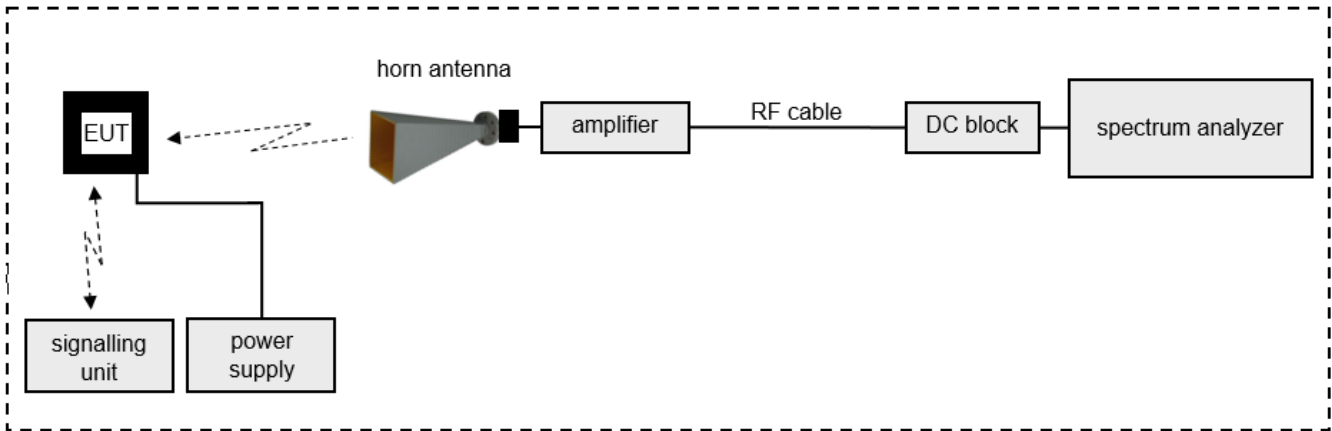 horn antenna
EUT
amplifier
RF cable
DC block
spectrum analyzer
signalling
unit
power
supply